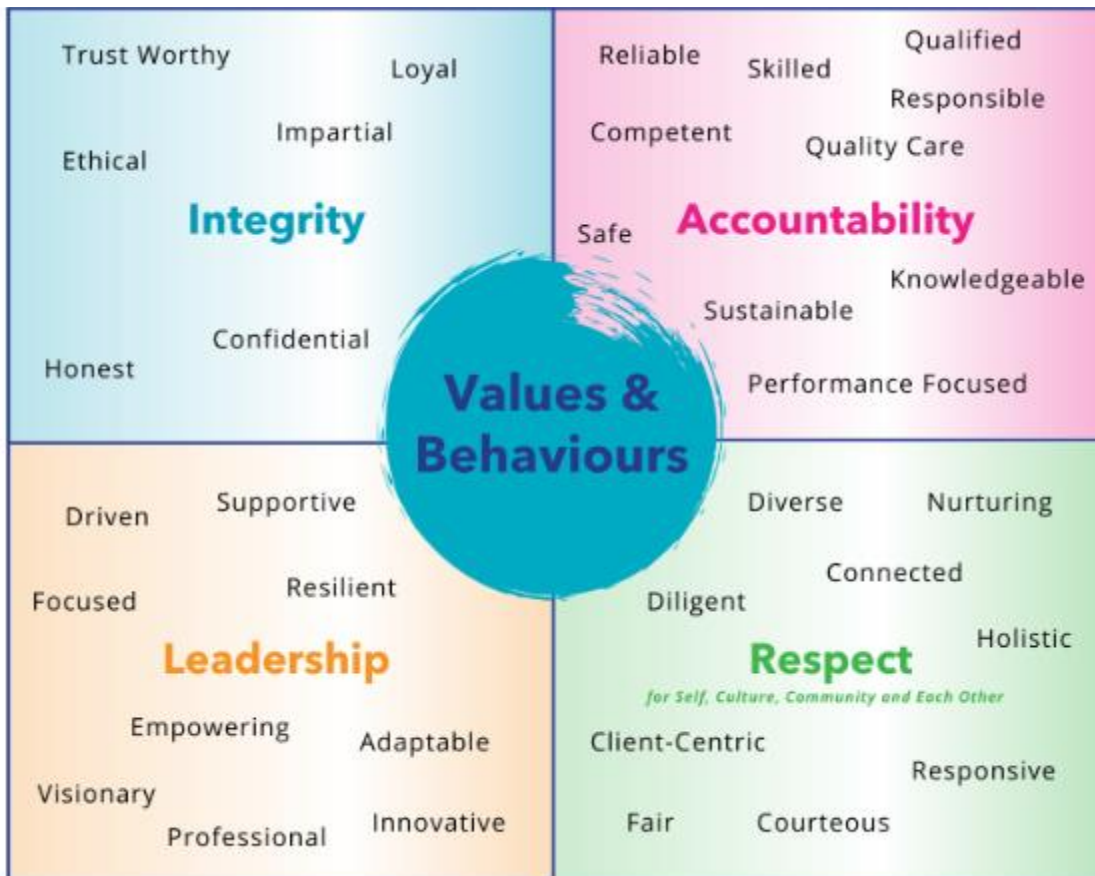 Trust Worthy
Loyal
Impartial
Ethical
Integrity
Confidential
Honest
Qualified
Reliable
Skilled
Responsible
Competent
Quality Care
Safe
Accountability
Knowledgeable
Sustainable
Performance Focused
Values &
Behaviours
Supportive
Driven
Resilient
Focused
Leadership
Empowering
Adaptable
Visionary
Innovative
Professional
Diverse
Nurturing
Connected
Diligent
Holistic
Respect
for Self, Culture, Community and Each Other
Client-Centric
Responsive
Fair
Courteous